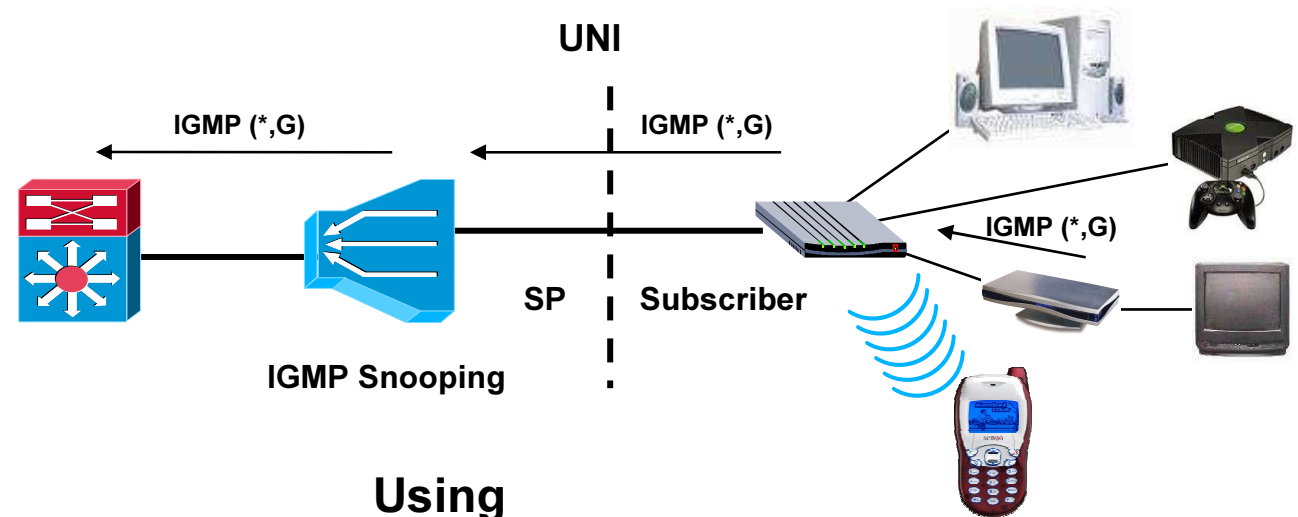 UNI
IGMP (*,G)
IGMP (*,G)
IGMP (*,G)
SP
Subscriber
IGMP Snooping
Using